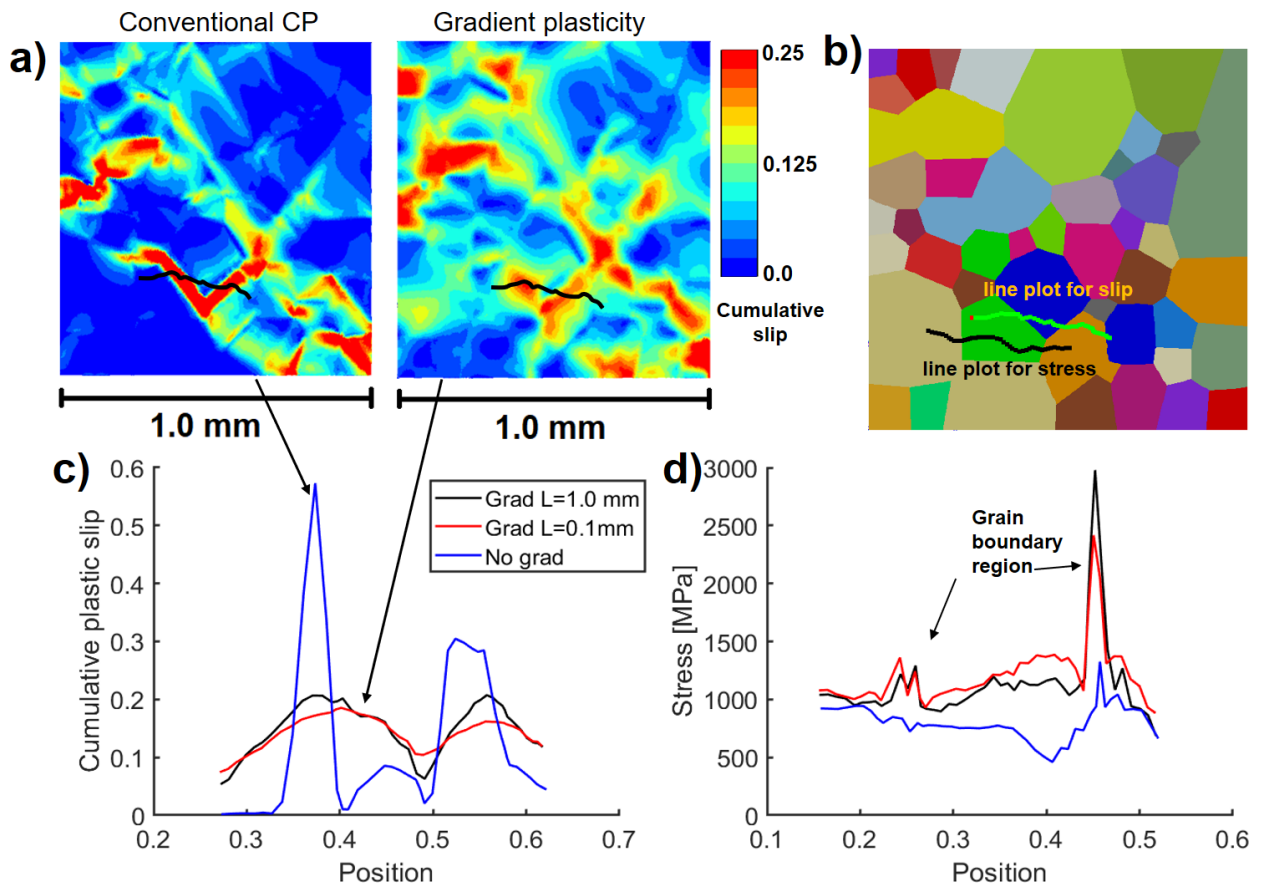 Conventional CP
Gradient plasticity
a)
0.25
0.125
0.0
Cumulative
slip
1.0 mm
1.0 mm
b)
line plot for slip
line plot for stress
c)
0.6
0.5
0.4
0.3
0.2
0.1
0
Cumulative plastic slip
Grad L=1.0 mm
Grad L=0.1mm
No grad
0.2
0.3
0.4
0.5
0.6
0.7
Position
d)
3000
2500
2000
1500
1000
500
0
Stress [MPa]
Grain
boundary
region
0.1
0.2
0.3
0.4
0.5
0.6
Position